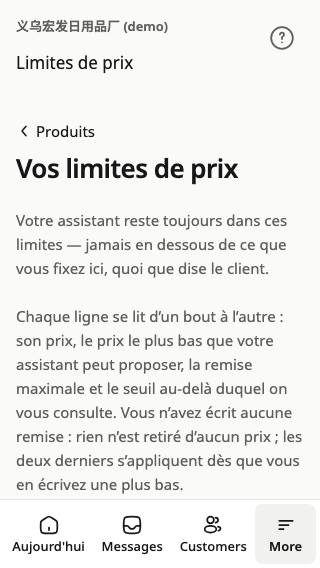 义乌宏发日用品厂 (demo)
Limites de prix
Produits
Vos limites de prix
Votre assistant reste toujours dans ces
limites — jamais en dessous de ce que
vous fixez ici, quoi que dise le client.
Chaque ligne se lit d’un bout à l’autre :
son prix, le prix le plus bas que votre
assistant peut proposer, la remise
maximale et le seuil au-delà duquel on
vous consulte. Vous n’avez écrit aucune
remise : rien n’est retiré d’aucun prix ; les
deux derniers s’appliquent dès que vous
en écrivez une plus bas.
Aujourd'hui
Messages
Customers
More